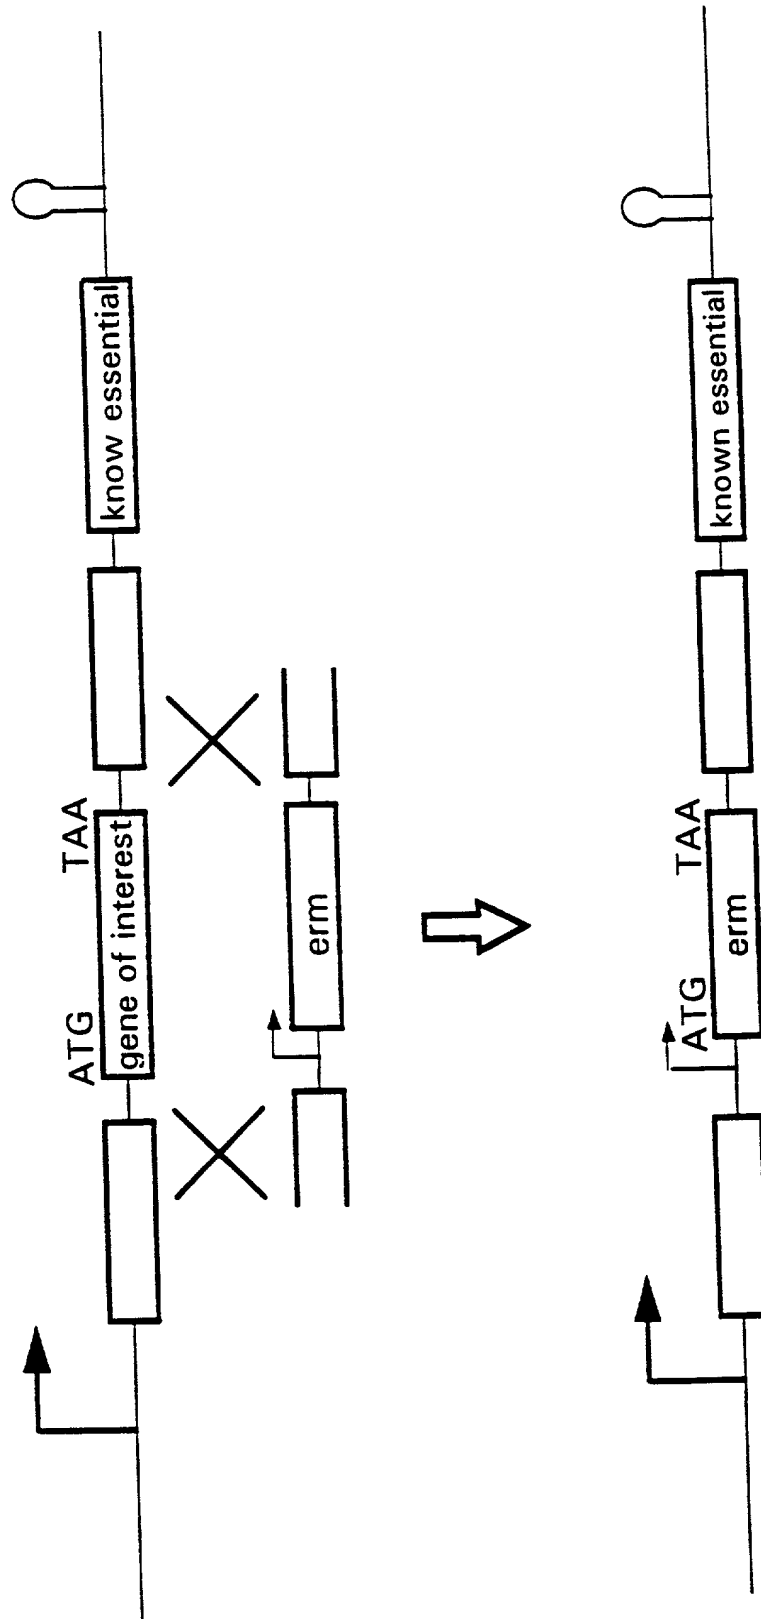 ATG TAA
gene of interest
know essential
erm
ATG TAA
erm
known essential